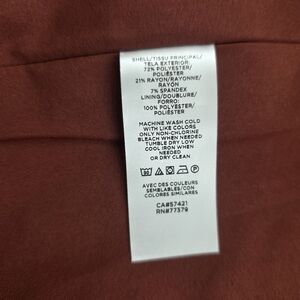 SHELL/TISSU PRINCIPAL/
TELA EXTERIOR:
72% POLYESTER/
POLIÉSTER
21% RAYON/RAYONNE/
RAYÓN
7% SPANDEX
LINING/DOUBLURE/
FORRO:
100% POLYESTER/
POLIÉSTER
MACHINE WASH COLD
WITH LIKE COLORS
ONLY NON-CHLORINE
BLEACH WHEN NEEDED
TUMBLE DRY LOW
COOL IRON WHEN
NEEDED
OR DRY CLEAN
AVEC DES COULEURS
SEMBLABLES/CON
COLORES SIMILARES
CA#57421
RN#77379